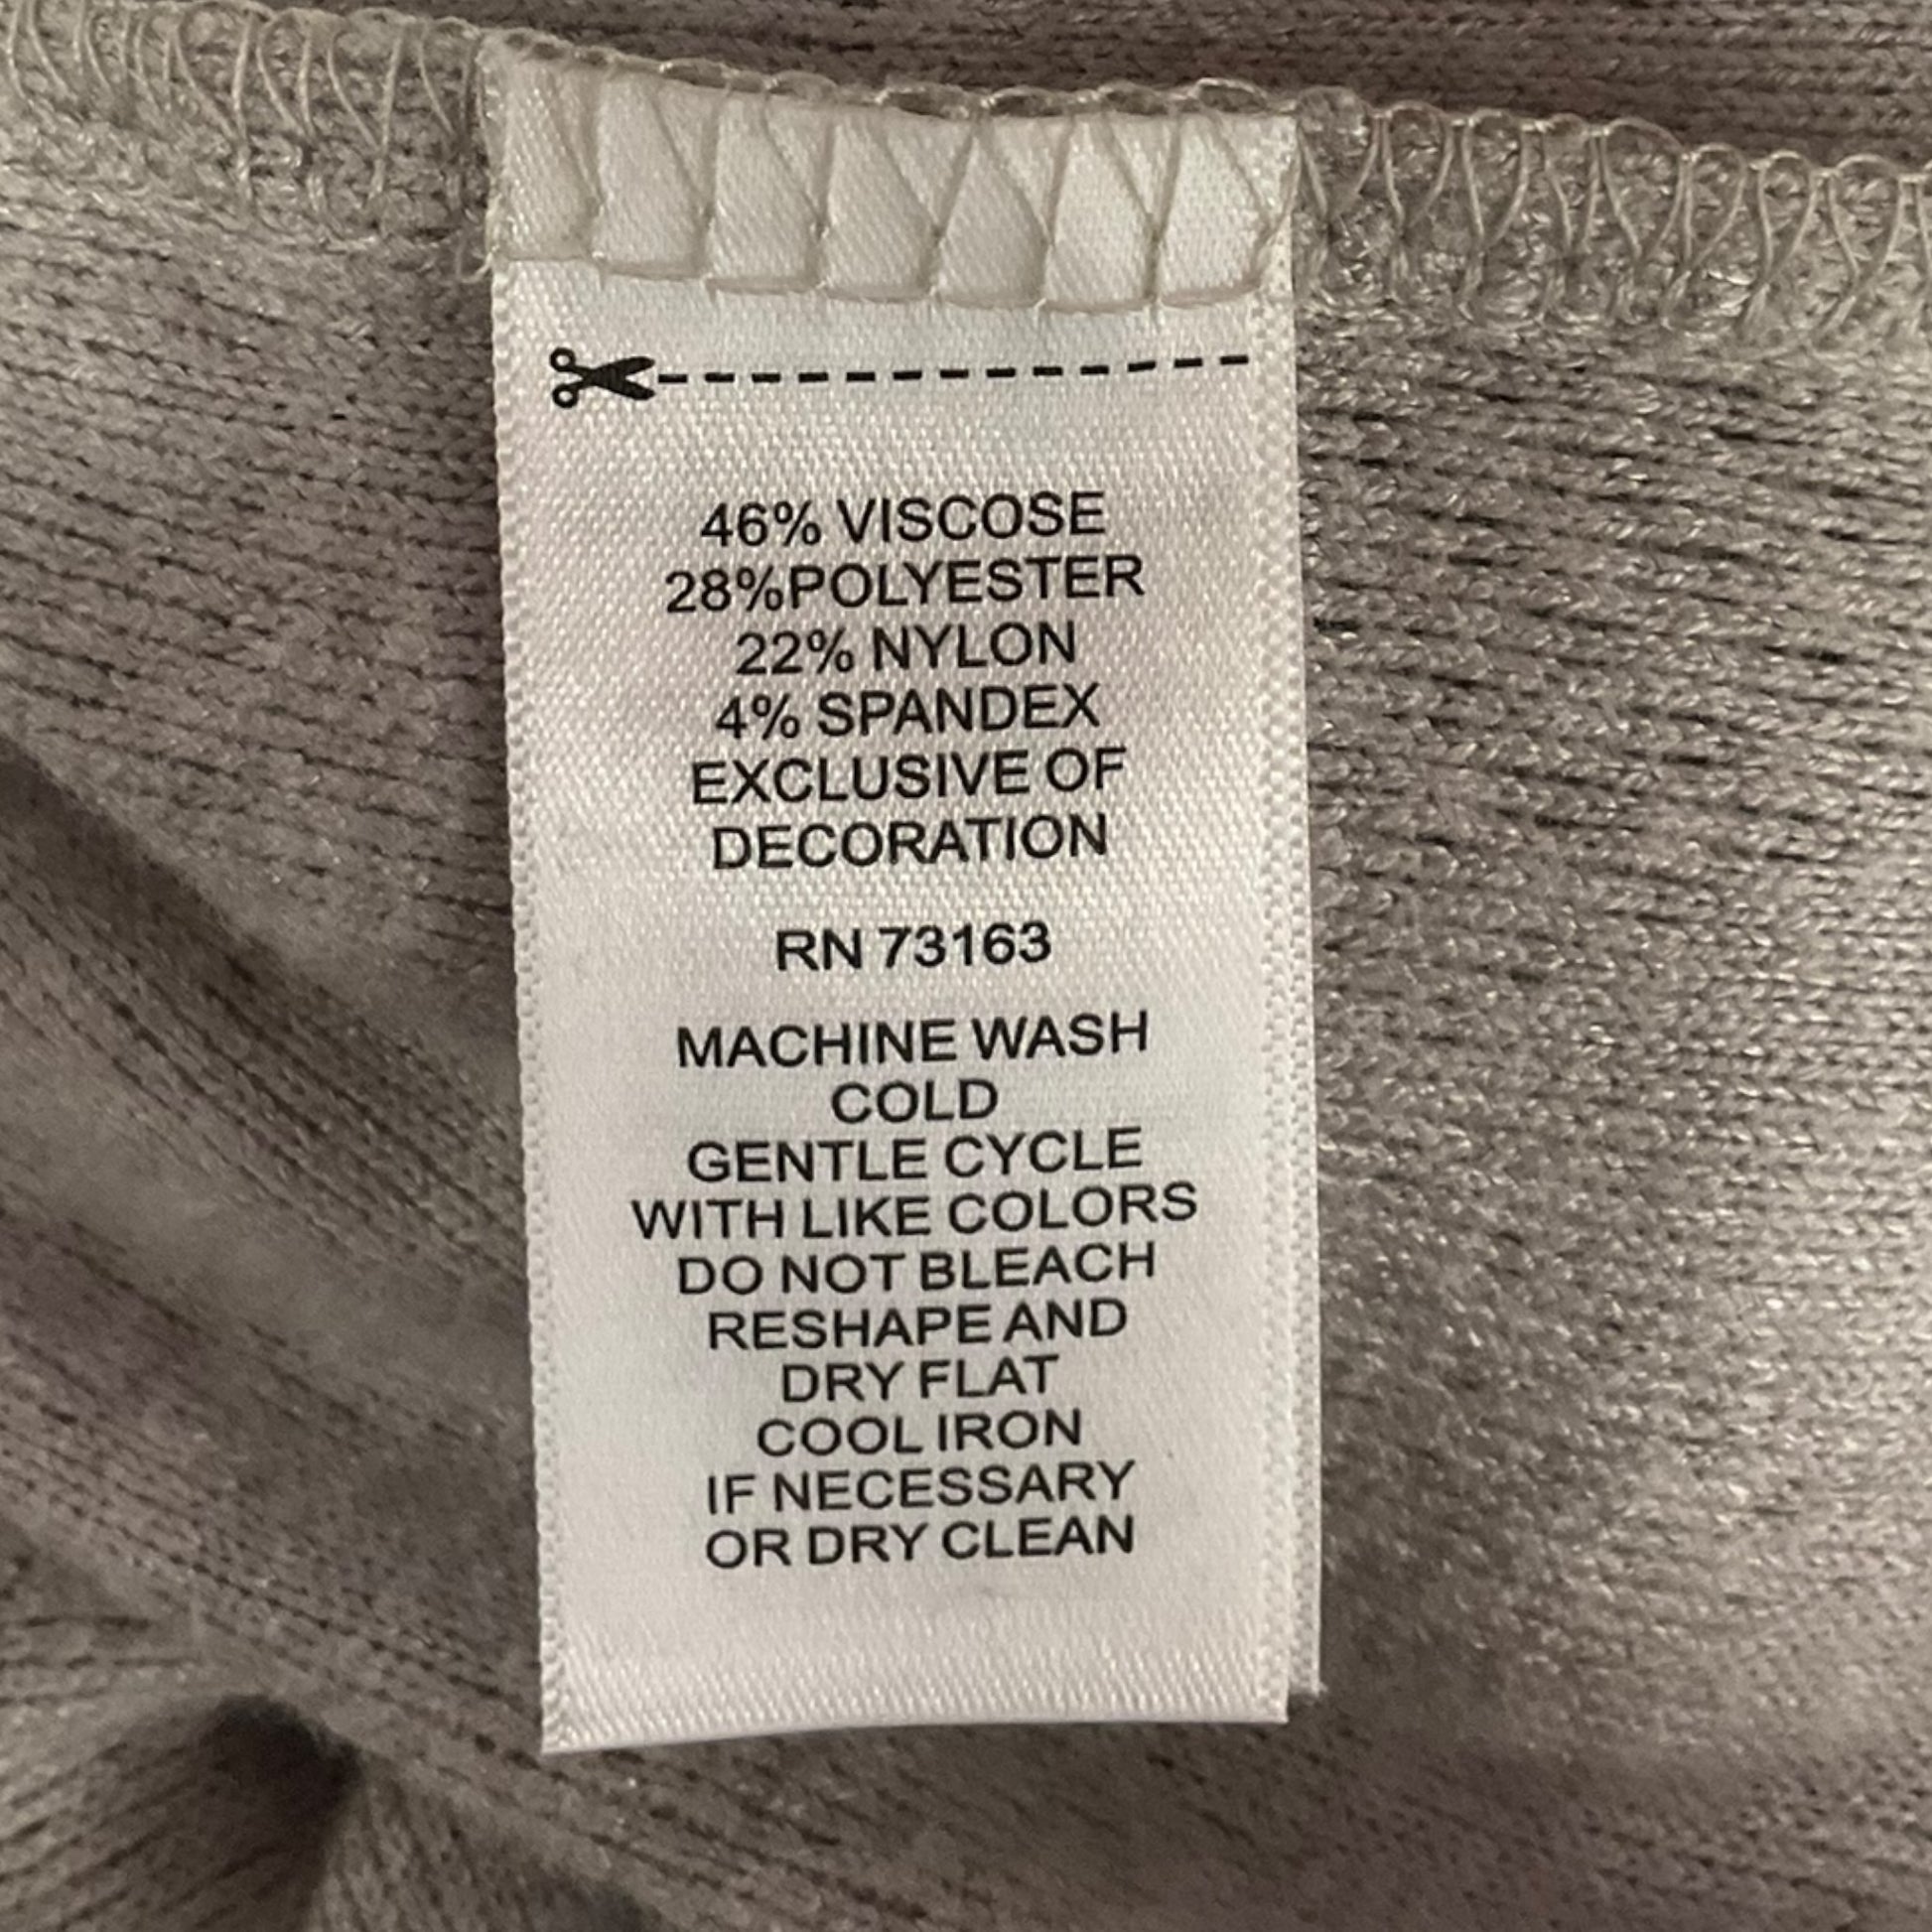 46% VISCOSE
28%POLYESTER
22% NYLON
4% SPANDEX
EXCLUSIVE OF
DECORATION
RN 73163
MACHINE WASH
COLD
GENTLE CYCLE
WITH LIKE COLORS
DO NOT BLEACH
RESHAPE AND
DRY FLAT
COOL IRON
IF NECESSARY
OR DRY CLEAN